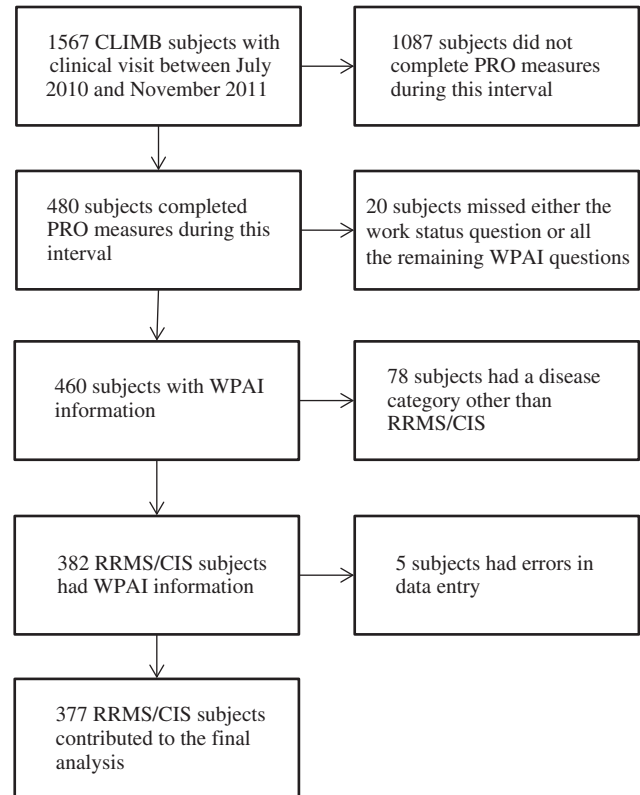 1567 CLIMB subjects with
clinical visit between July
2010 and November 2011
1087 subjects did not
complete PRO measures
during this interval
480 subjects completed
PRO measures during this
interval
20 subjects missed either the
work status question or all
the remaining WPAI questions
460 subjects with WPAI
information
78 subjects had a disease
category other than
RRMS/CIS
382 RRMS/CIS subjects
had WPAI information
5 subjects had errors in
data entry
377 RRMS/CIS subjects
contributed to the final
analysis